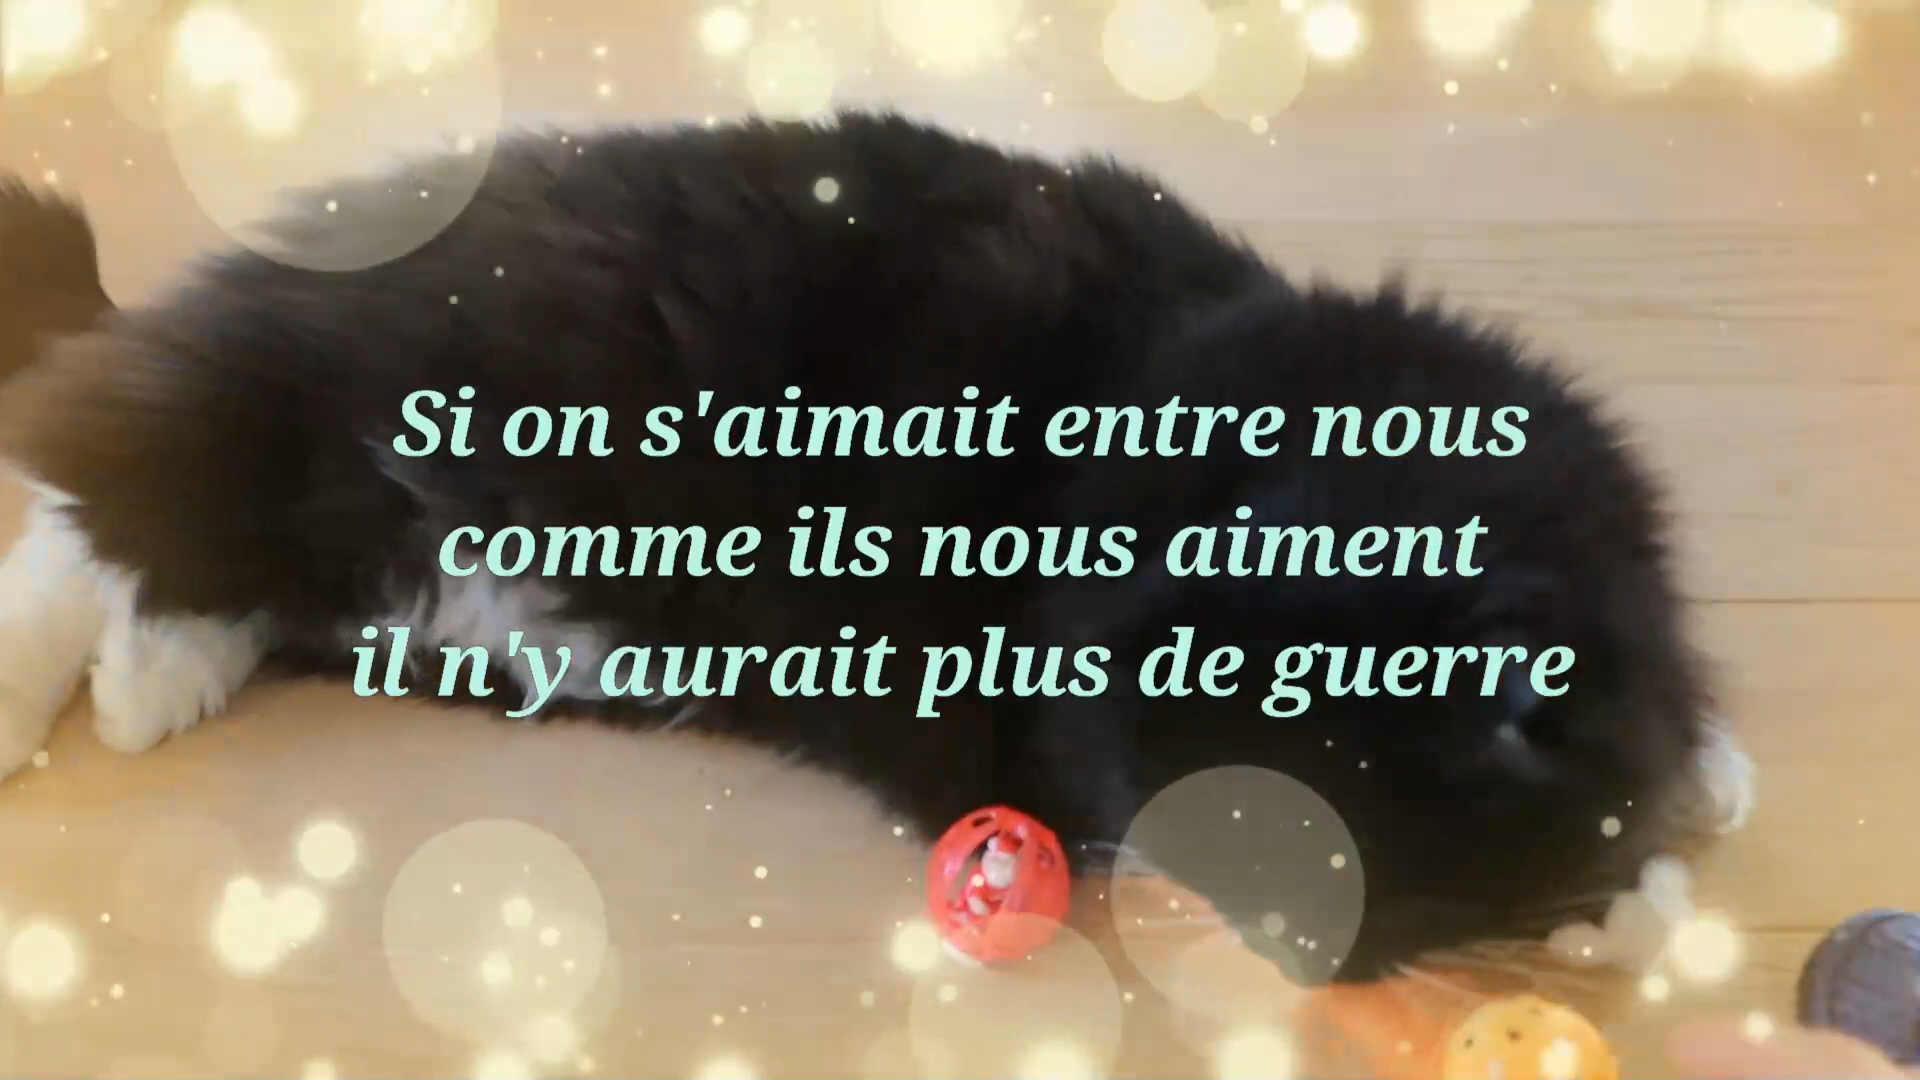 Si on s'aimait entre nous
comme ils nous aiment
il n'y aurait plus de guerre